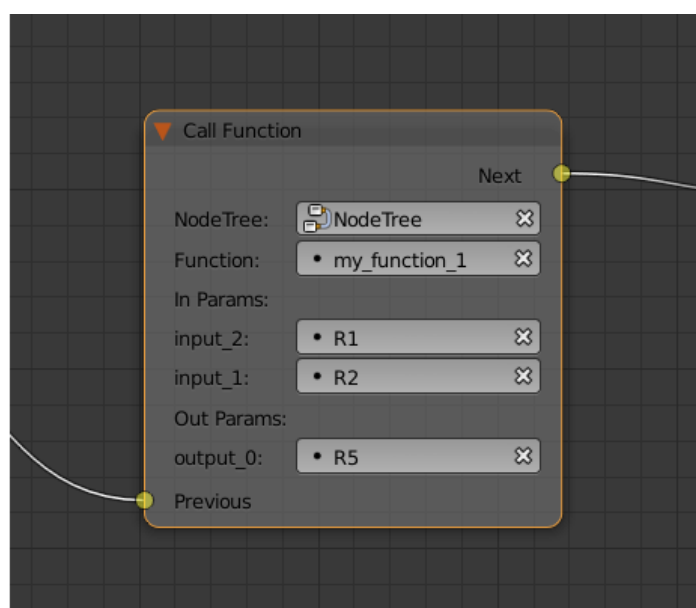 Call Function
Next
NodeTree: NodeTree
Function: my_function_1
In Params:
input_2: R1
input_1: R2
Out Params:
output_0: R5
Previous